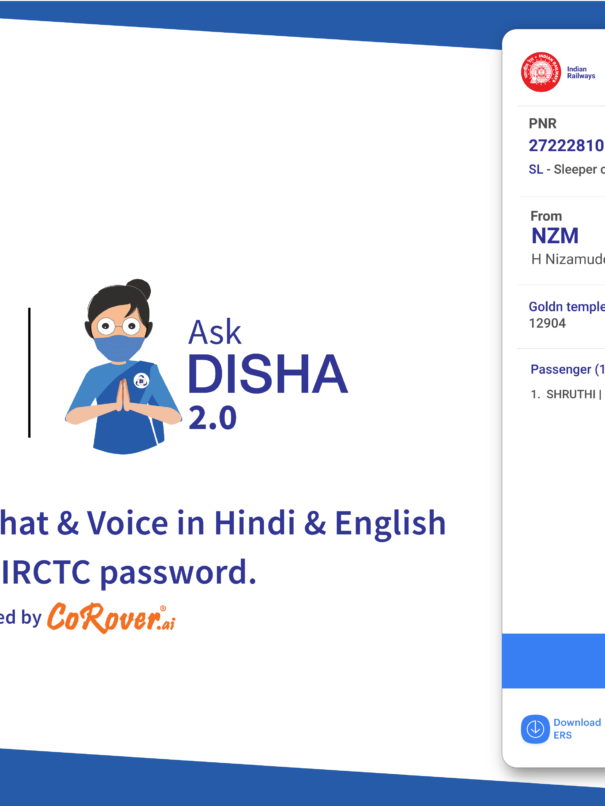 Ask
DISHA
2.0
hat & Voice in Hindi & English
IRCTC password.
ed by CoRover.ai
Indian
Railways
PNR
27222810
SL - Sleeper c
From
NZM
H Nizamud
Goldn temple
12904
Passenger (1
1. SHRUTHI |
Download
ERS